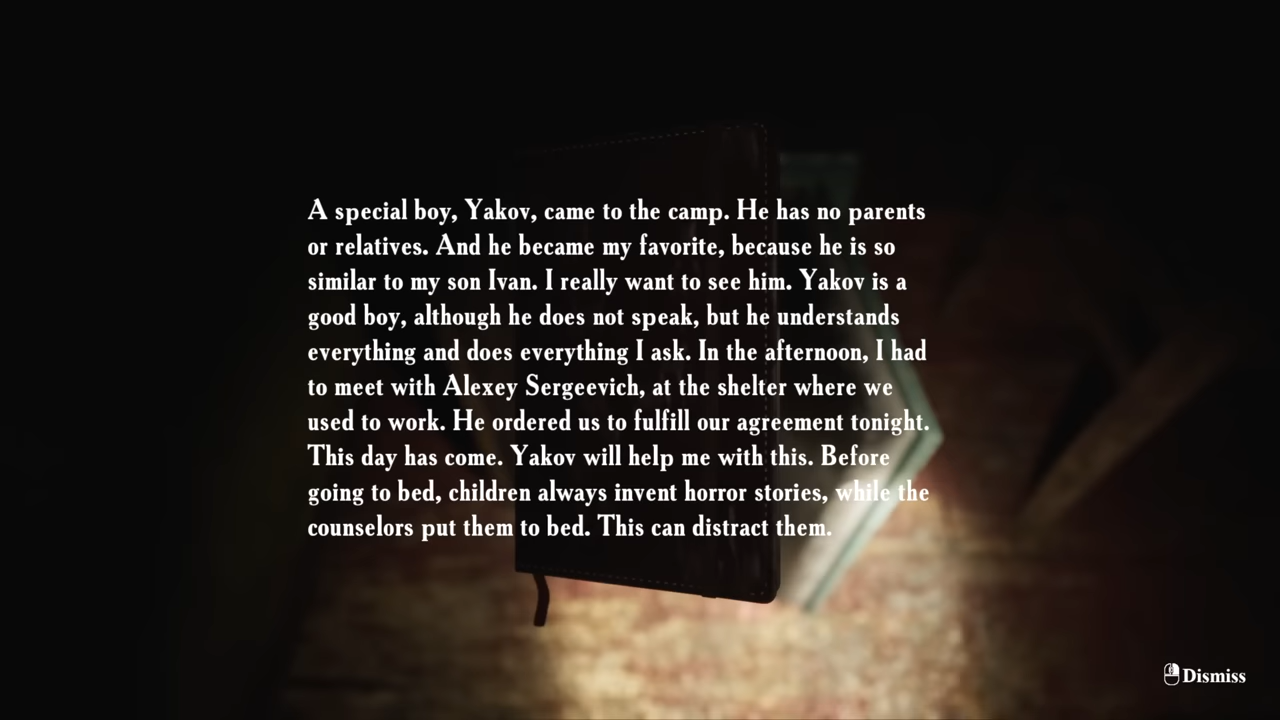 A special boy, Yakov, came to the camp. He has no parents
or relatives. And he became my favorite, because he is so
similar to my son Ivan. I really want to see him. Yakov is a
good boy, although he does not speak, but he understands
everything and does everything I ask. In the afternoon, I had
to meet with Alexey Sergeevich, at the shelter where we
used to work. He ordered us to fulfill our agreement tonight.
This day has come. Yakov will help me with this. Before
going to bed, children always invent horror stories, while the
counselors put them to bed. This can distract them.
Dismiss